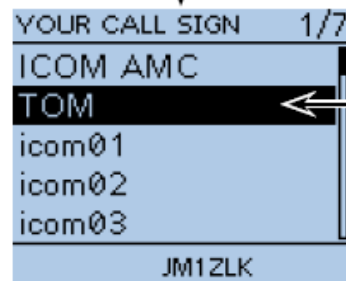 YOUR CALL SIGN 1/7
ICOM AMC
TOM
icom01
icom02
icom03
JM1ZLK